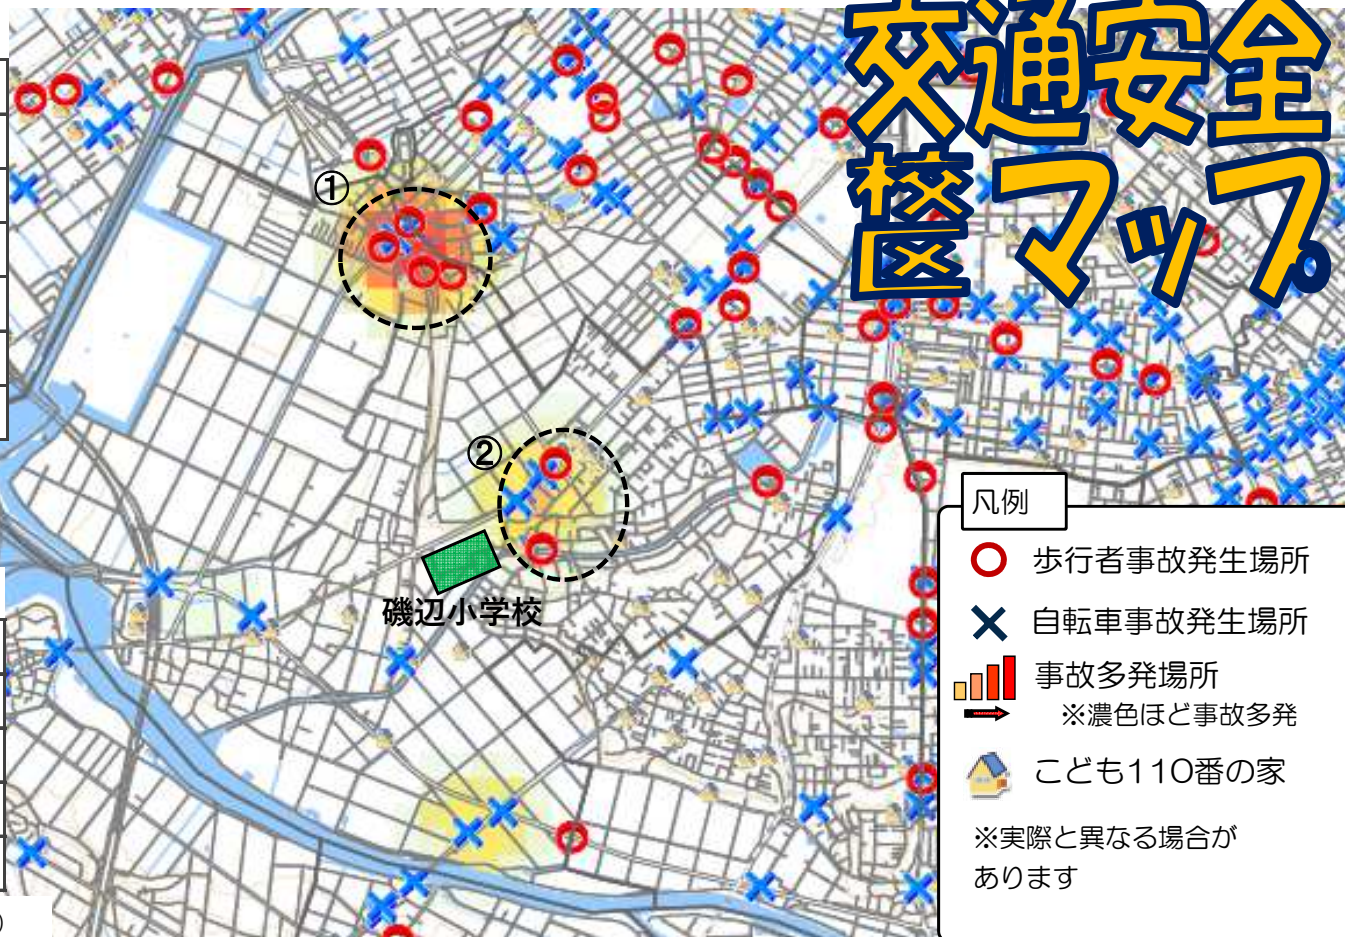 交通安全
校区マップ
①
②
磯辺小学校
凡例
歩行者事故発生場所
自転車事故発生場所
事故多発場所
※濃色ほど事故多発
こども110番の家
※実際と異なる場合が
あります
)